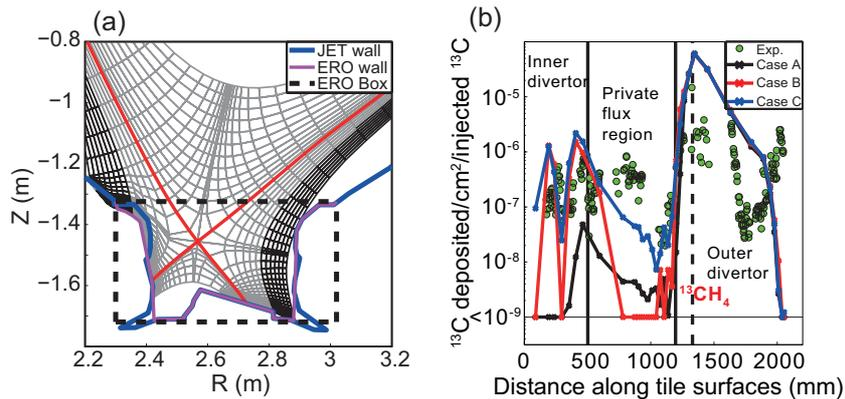 (a)
JET wall
ERO wall
ERO Box
−0.8
−1
−1.2
−1.4
−1.6
Z (m)
2.2 2.4 2.6 2.8 3 3.2
R (m)
(b)
Inner
divertor
Private
flux
region
Outer
divertor
¹³CH₄
Exp.
Case A
Case B
Case C
10⁻⁵
10⁻⁶
10⁻⁷
10⁻⁸
<10⁻⁹
¹³C deposited/cm²/injected ¹³C
0 500 1000 1500 2000
Distance along tile surfaces (mm)